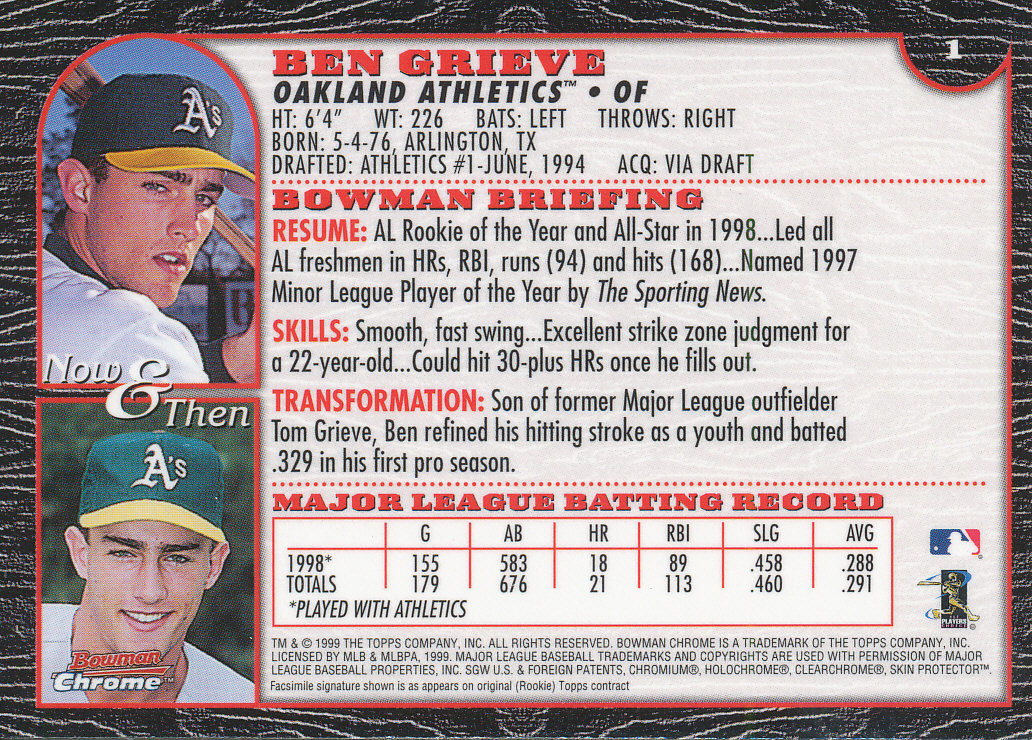 1
BEN GRIEVE
OAKLAND ATHLETICS™ • OF
HT: 6'4" WT: 226 BATS: LEFT THROWS: RIGHT
BORN: 5-4-76, ARLINGTON, TX
DRAFTED: ATHLETICS #1-JUNE, 1994 ACQ: VIA DRAFT
BOWMAN BRIEFING
RESUME: AL Rookie of the Year and All-Star in 1998...Led all
AL freshmen in HRs, RBI, runs (94) and hits (168)...Named 1997
Minor League Player of the Year by The Sporting News.
SKILLS: Smooth, fast swing...Excellent strike zone judgment for
a 22-year-old...Could hit 30-plus HRs once he fills out.
TRANSFORMATION: Son of former Major League outfielder
Tom Grieve, Ben refined his hitting stroke as a youth and batted
.329 in his first pro season.
MAJOR LEAGUE BATTING RECORD
G AB HR RBI SLG AVG
1998* 155 583 18 89 .458 .288
TOTALS 179 676 21 113 .460 .291
*PLAYED WITH ATHLETICS
TM & © 1999 THE TOPPS COMPANY, INC. ALL RIGHTS RESERVED. BOWMAN CHROME IS A TRADEMARK OF THE TOPPS COMPANY, INC.
LICENSED BY MLB & MLBPA, 1999. MAJOR LEAGUE BASEBALL TRADEMARKS AND COPYRIGHTS ARE USED WITH PERMISSION OF MAJOR
LEAGUE BASEBALL PROPERTIES, INC. SGW U.S. & FOREIGN PATENTS, CHROMIUM®, HOLOCHROME®, CLEARCHROME®, SKIN PROTECTOR™.
Facsimile signature shown is as appears on original (Rookie) Topps contract
A's
Now &
Then
A's
Bowman
Chrome™
PLAYERS
CHOICE